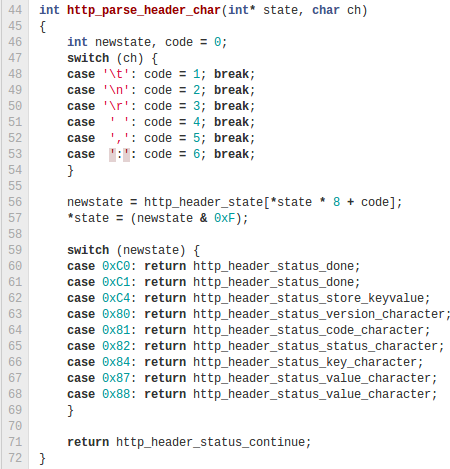 44 int http_parse_header_char(int* state, char ch)
45 {
46     int newstate, code = 0;
47     switch (ch) {
48     case '\t': code = 1; break;
49     case '\n': code = 2; break;
50     case '\r': code = 3; break;
51     case  ' ': code = 4; break;
52     case  ',': code = 5; break;
53     case  ':': code = 6; break;
54     }
55
56     newstate = http_header_state[*state * 8 + code];
57     *state = (newstate & 0xF);
58
59     switch (newstate) {
60     case 0xC0: return http_header_status_done;
61     case 0xC1: return http_header_status_done;
62     case 0xC4: return http_header_status_store_keyvalue;
63     case 0x80: return http_header_status_version_character;
64     case 0x81: return http_header_status_code_character;
65     case 0x82: return http_header_status_status_character;
66     case 0x84: return http_header_status_key_character;
67     case 0x87: return http_header_status_value_character;
68     case 0x88: return http_header_status_value_character;
69     }
70
71     return http_header_status_continue;
72 }